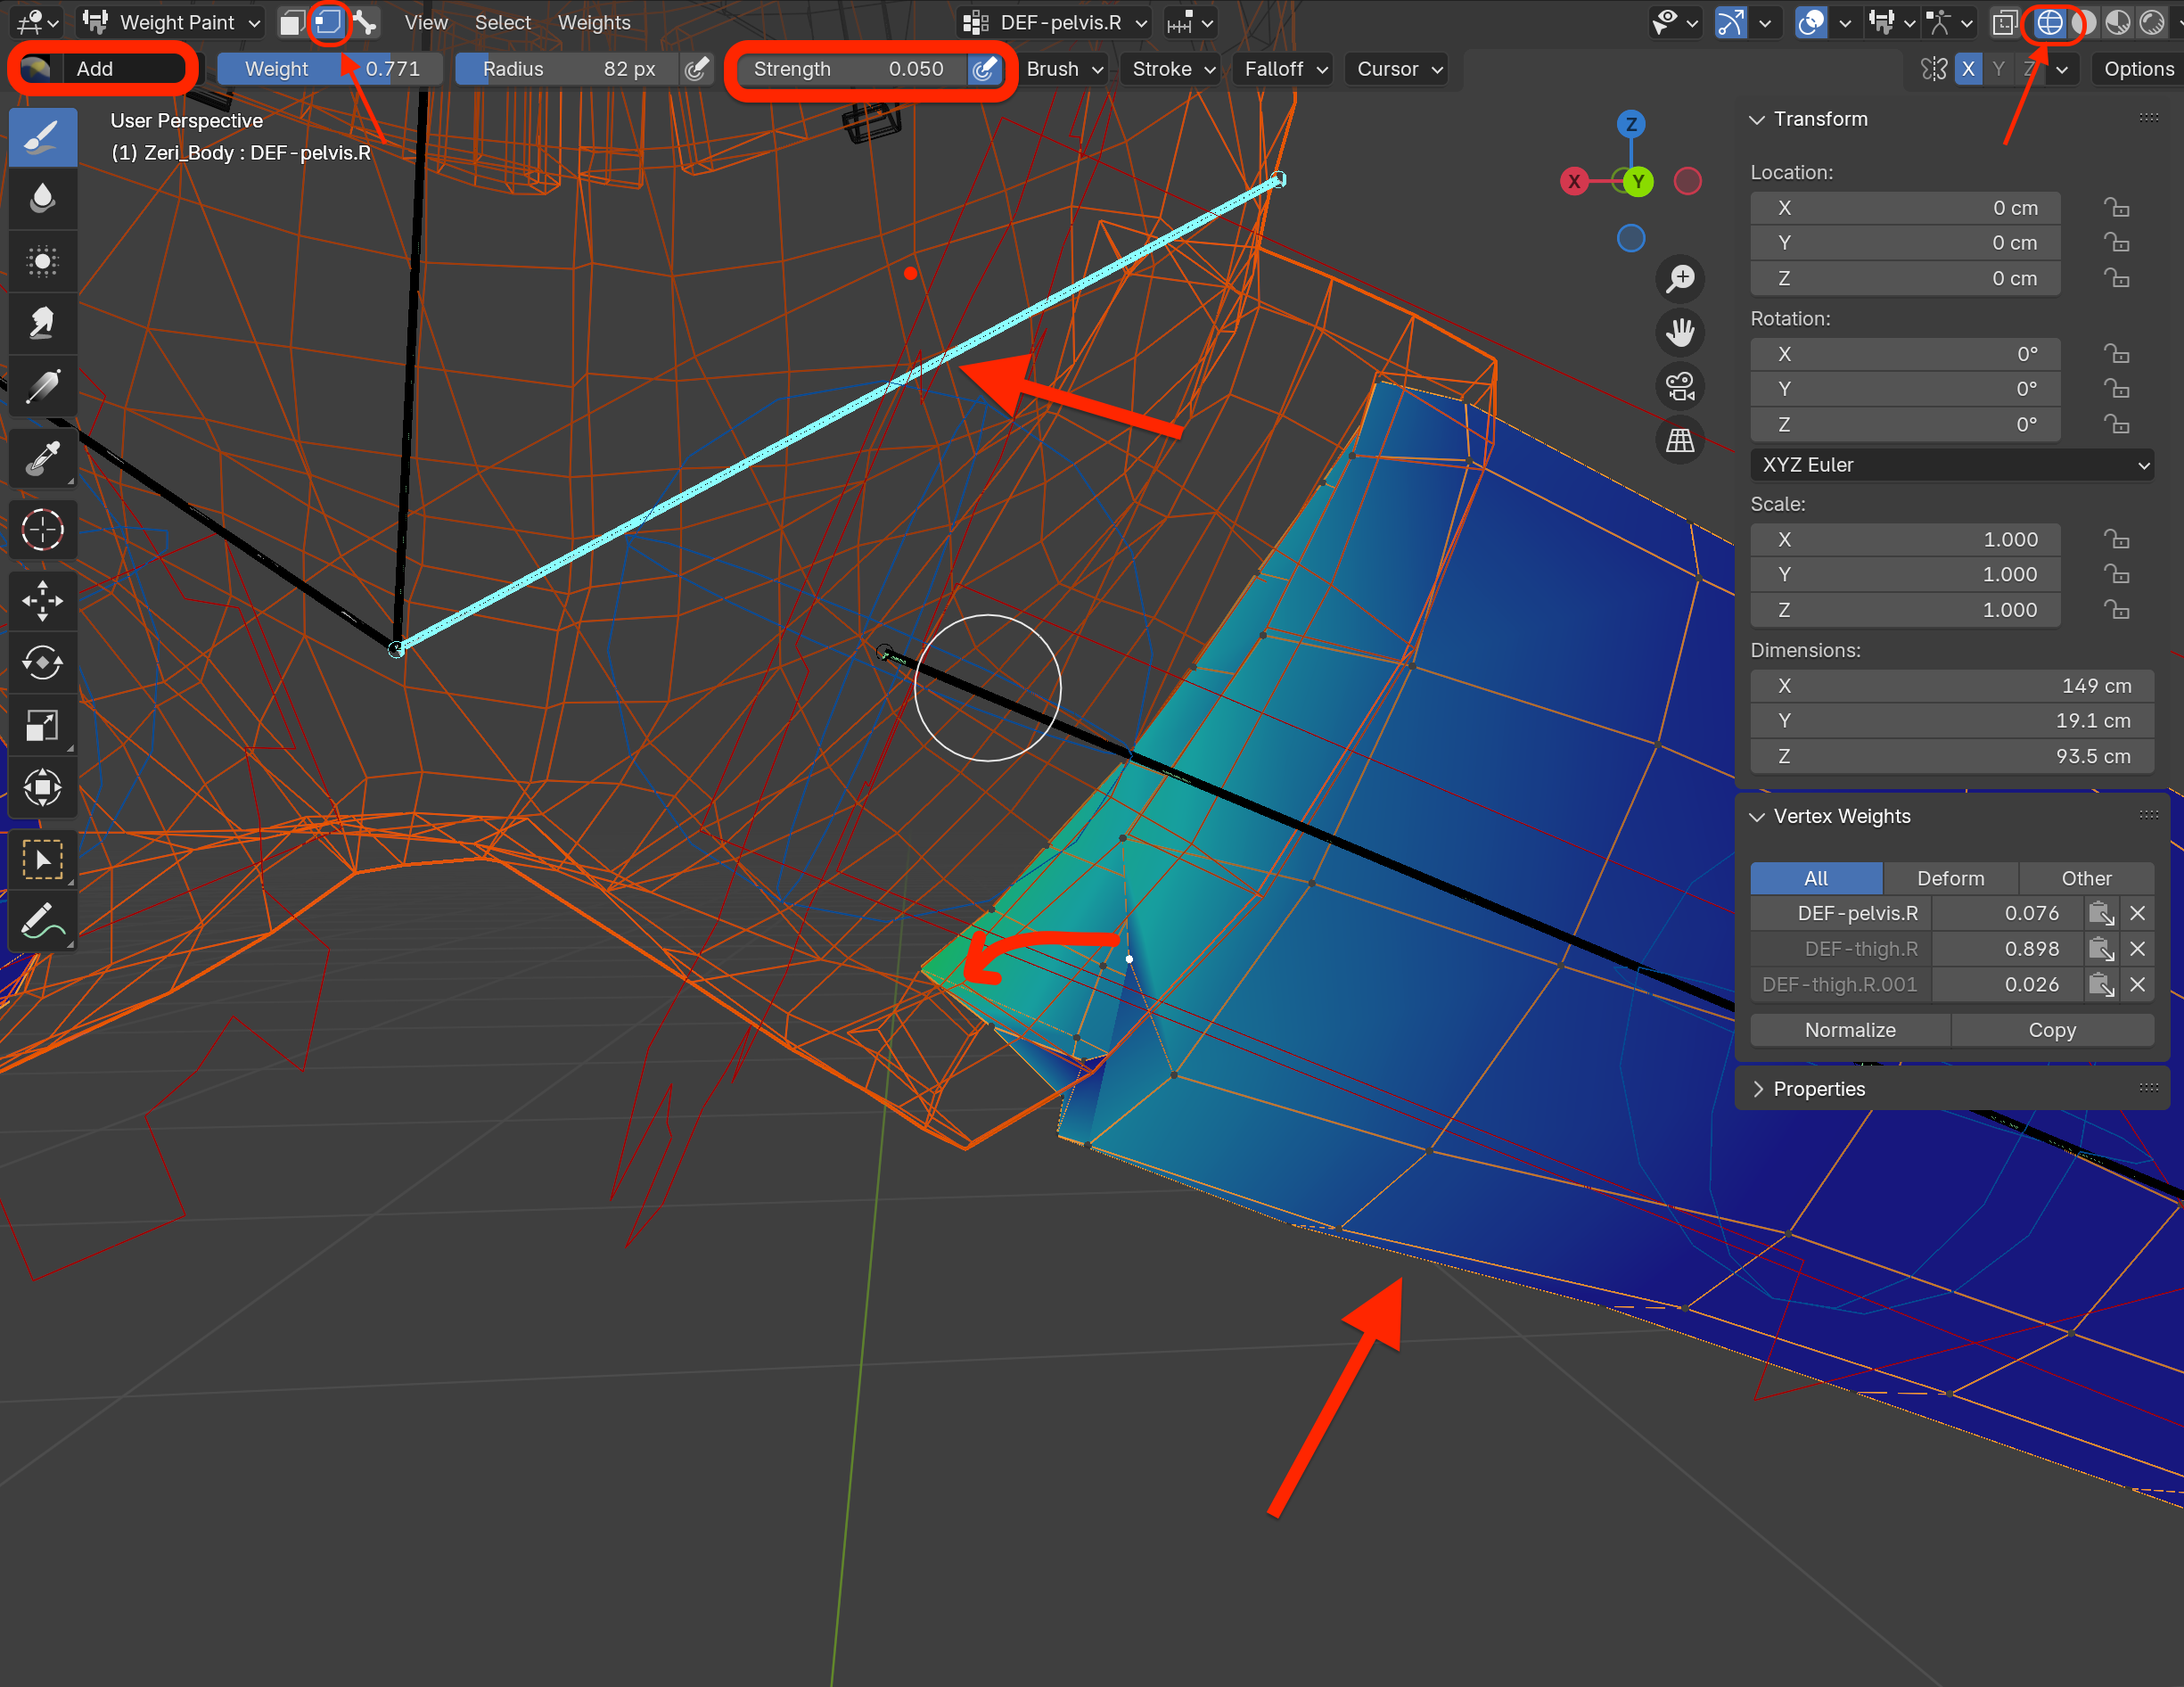 Weight Paint View Select Weights DEF-pelvis.R
Add Weight 0.771 Radius 82 px Strength 0.050 Brush Stroke Falloff Cursor X Y Z Options
User Perspective
(1) Zeri_Body : DEF-pelvis.R
Z
X Y
Transform
Location:
X 0 cm
Y 0 cm
Z 0 cm
Rotation:
X 0°
Y 0°
Z 0°
XYZ Euler
Scale:
X 1.000
Y 1.000
Z 1.000
Dimensions:
X 149 cm
Y 19.1 cm
Z 93.5 cm
Vertex Weights
All Deform Other
DEF-pelvis.R 0.076
DEF-thigh.R 0.898
DEF-thigh.R.001 0.026
Normalize Copy
Properties